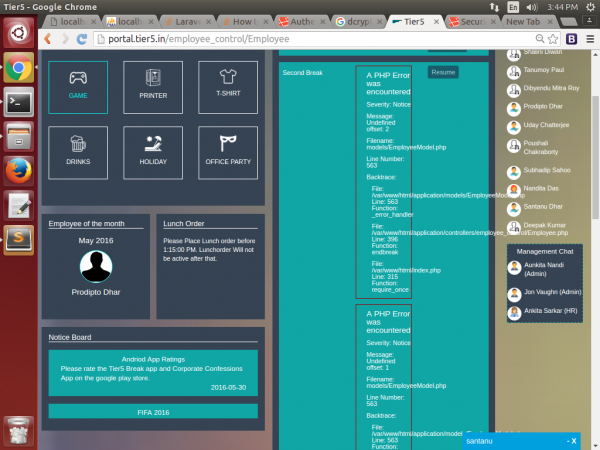 Tier5 - Google Chrome
En
3:44 PM
localh
localh
Larave
How L
Authe
dcrypt
Tier5
Securi
New Tab
portal.tier5.in/employee_control/Employee
GAME
PRINTER
T-SHIRT
DRINKS
HOLIDAY
OFFICE PARTY
Employee of the month
May 2016
Prodipto Dhar
Lunch Order
Please Place Lunch order before
1:15:00 PM. Lunchorder Will not
be active after that.
Notice Board
Andriod App Ratings
Please rate the Tier5 Break app and Corporate Confessions
App on the google play store.
2016-05-30
FIFA 2016
Second Break
Resume
A PHP Error
was
encountered
Severity: Notice
Message:
Undefined
offset: 2
Filename:
models/EmployeeModel.php
Line Number:
563
Backtrace:
File:
/var/www/html/application/models/EmployeeModel.php
Line: 563
Function:
_error_handler
File:
/var/www/html/application/controllers/employee_control/Employee.php
Line: 396
Function:
endbreak
File:
/var/www/html/index.php
Line: 315
Function:
require_once
A PHP Error
was
encountered
Severity: Notice
Message:
Undefined
offset: 1
Filename:
models/EmployeeModel.php
Line Number:
563
Backtrace:
File:
Line: 563
Function:
Shalini Diwan
Tanumoy Paul
Dibyendu Mitra Roy
Prodipto Dhar
Uday Chatterjee
Poushali
Chakraborty
Subhadip Sahoo
Nandita Das
Santanu Dhar
Deepak Kumar
Management Chat
Aunkita Nandi
(Admin)
Jon Vaughn (Admin)
Ankita Sarkar (HR)
santanu
- X